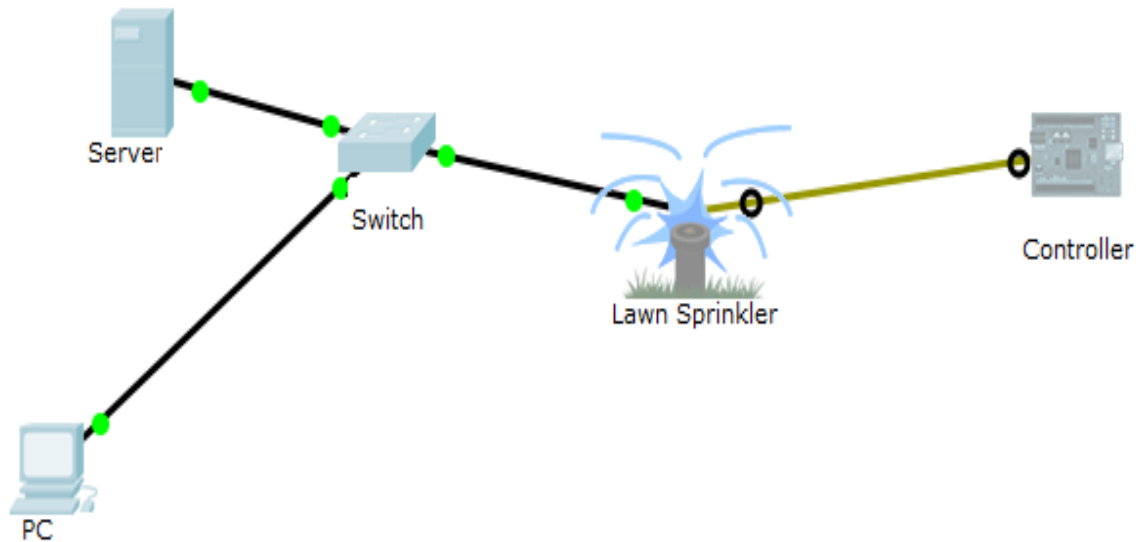 Server
Switch
Controller
Lawn Sprinkler
PC